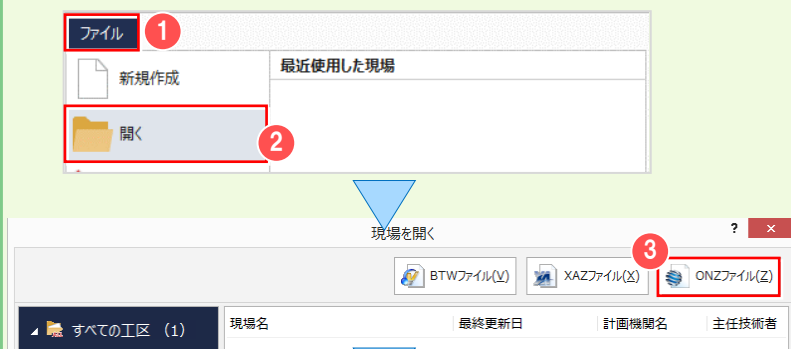 ファイル 1
新規作成
最近使用した現場
開く 2
現場を開く ? ×
3
BTWファイル(V) XAZファイル(X) ONZファイル(Z)
すべての工区 (1)
現場名 最終更新日 計画機関名 主任技術者